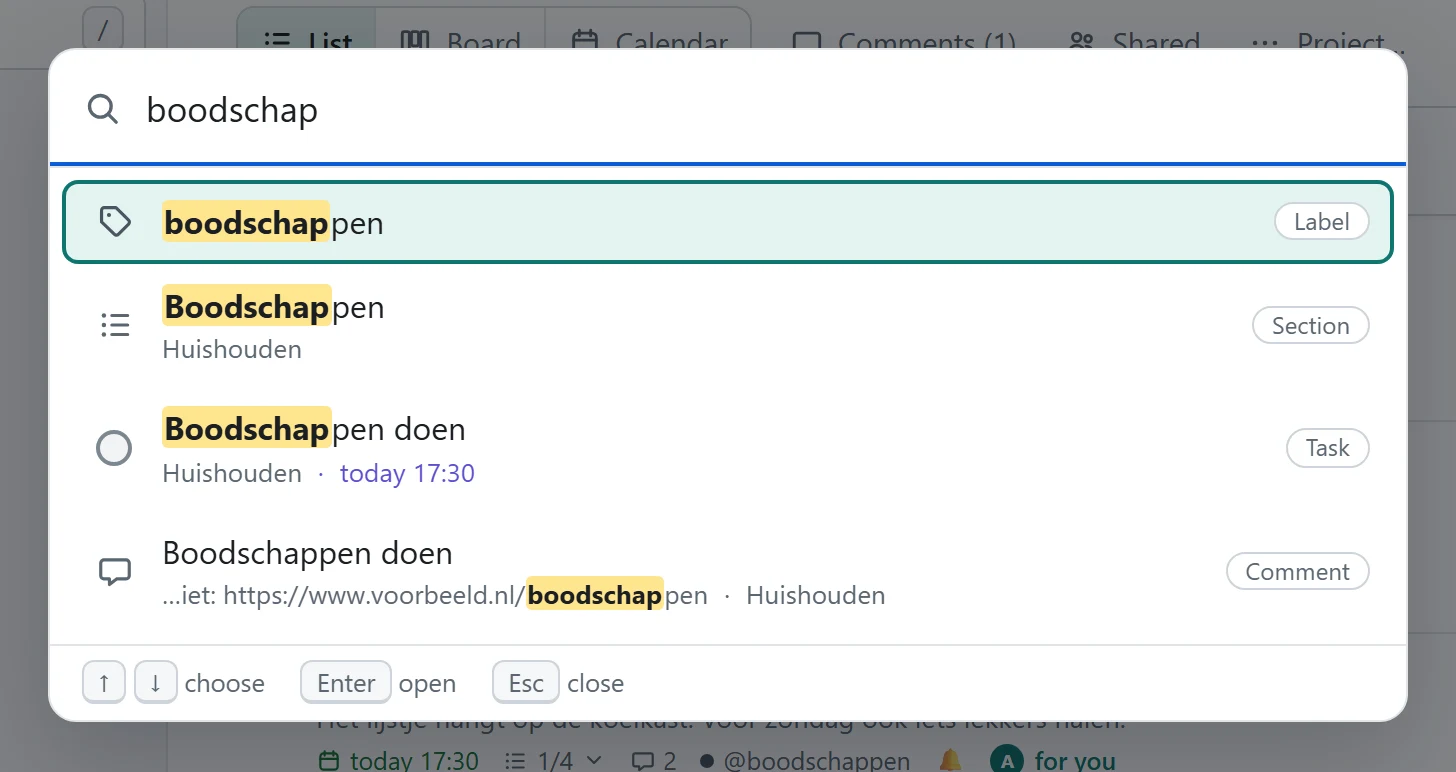 / List Board Calendar Comments (1) Shared ... Project...
boodschap
boodschappen Label
Boodschappen Section
Huishouden
Boodschappen doen Task
Huishouden · today 17:30
Boodschappen doen Comment
...iet: https://www.voorbeeld.nl/boodschappen · Huishouden
↑ ↓ choose Enter open Esc close
Het lijstje hangt op de koelkast. Voor zondag ook iets lekkers halen.
today 17:30 1/4 2 @boodschappen A for you